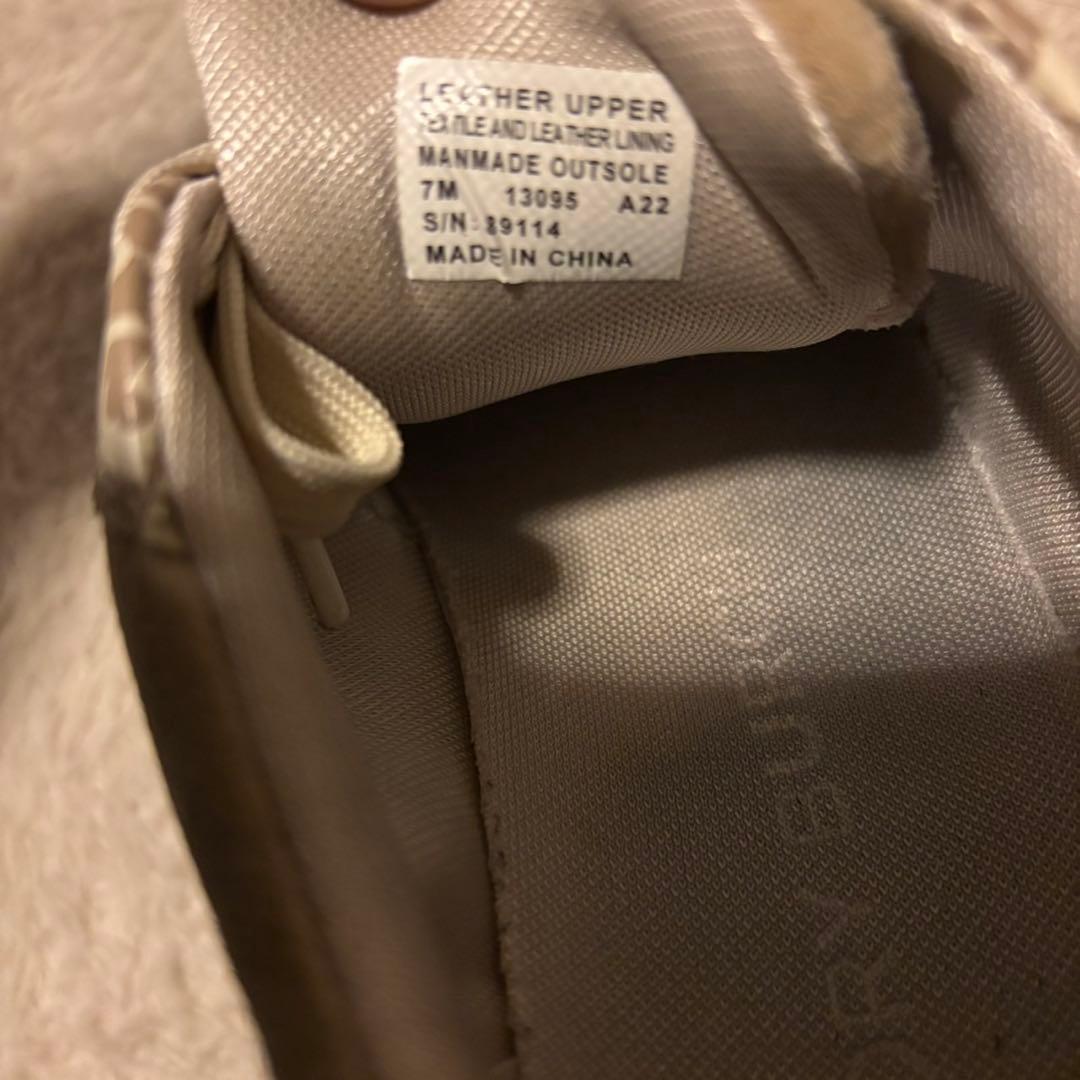 LEATHER UPPER
TEXTILE AND LEATHER LINING
MANMADE OUTSOLE
7M 13095 A22
S/N: 89114
MADE IN CHINA